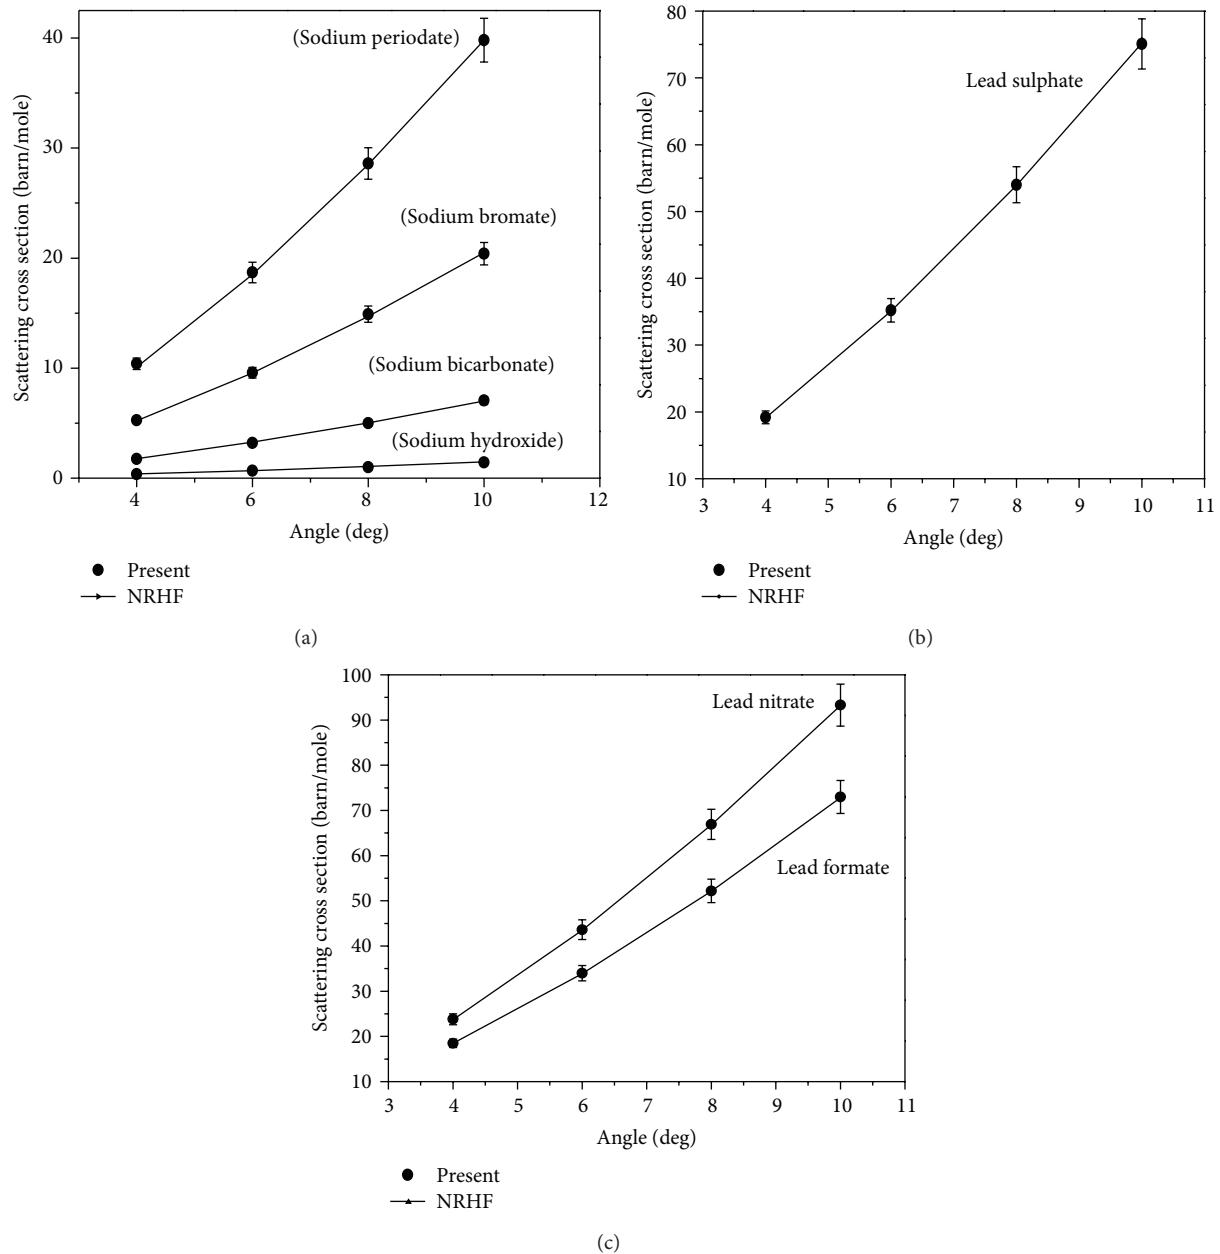 40
30
20
10
0
Scattering cross section (barn/mole)
(Sodium periodate)
(Sodium bromate)
(Sodium bicarbonate)
(Sodium hydroxide)
4 6 8 10 12
Angle (deg)
Present
NRHF
(a)
80
70
60
50
40
30
20
10
Scattering cross section (barn/mole)
Lead sulphate
3 4 5 6 7 8 9 10 11
Angle (deg)
Present
NRHF
(b)
100
90
80
70
60
50
40
30
20
10
Scattering cross section (barn/mole)
Lead nitrate
Lead formate
3 4 5 6 7 8 9 10 11
Angle (deg)
Present
NRHF
(c)